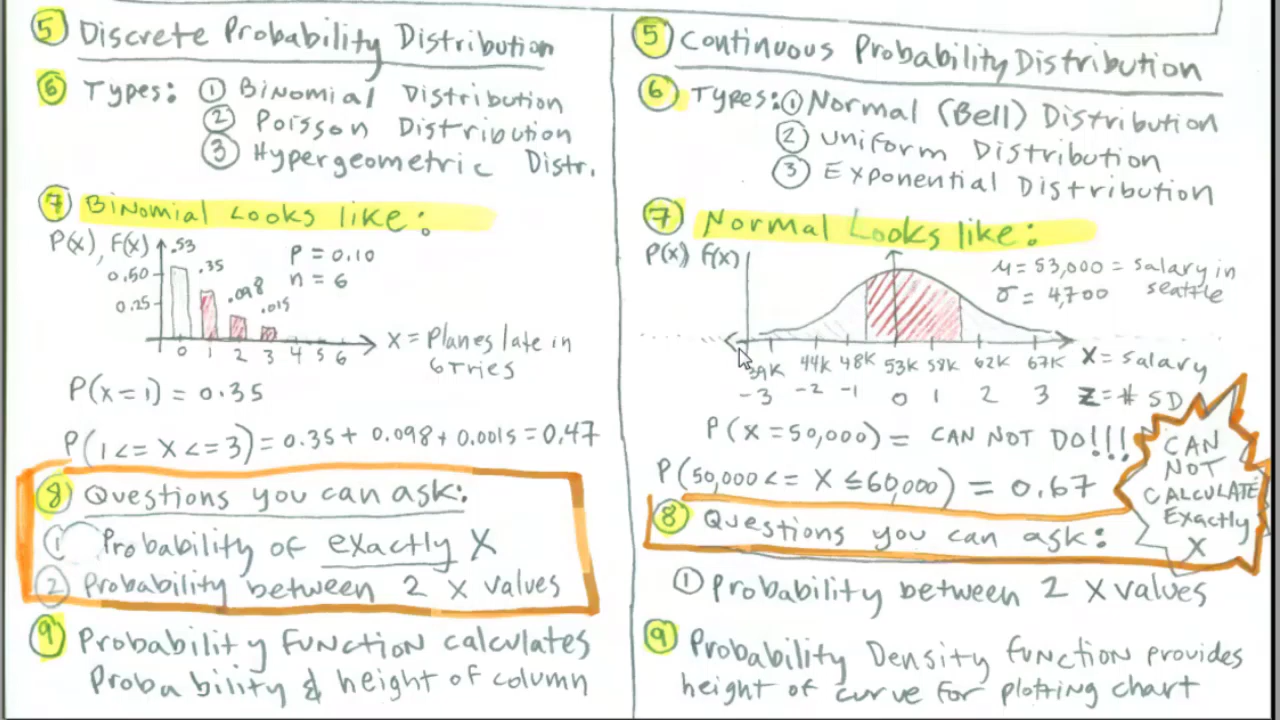 5 Discrete Probability Distribution
6 Types: 1 Binomial Distribution
2 Poisson Distribution
3 Hypergeometric Distr.
7 Binomial Looks like:
P(x), F(x) .53
.35
P = 0.10
0.50
.098
n = 6
0.25
.015
0 1 2 3 4 5 6
X = Planes late in
6 Tries
P(x=1) = 0.35
P(1<= X <=3) = 0.35 + 0.098 + 0.0015 = 0.47
8 Questions you can ask:
1 Probability of exactly X
2 Probability between 2 X values
9 Probability Function calculates
Probability & height of column
5 Continuous Probability Distribution
6 Types: 1 Normal (Bell) Distribution
2 Uniform Distribution
3 Exponential Distribution
7 Normal Looks like:
P(x) F(x)
μ = 53,000 = salary in
seattle
σ = 4,700
39K 44K 48K 53K 58K 62K 67K X = salary
-3 -2 -1 0 1 2 3 Z = # SD
P(X=50,000) = CAN NOT DO!!!!
P(50,000 <= X ≤ 60,000) = 0.67
CAN
NOT
CALCULATE
Exactly
X
8 Questions you can ask:
1 Probability between 2 X values
9 Probability Density function provides
height of curve for plotting chart